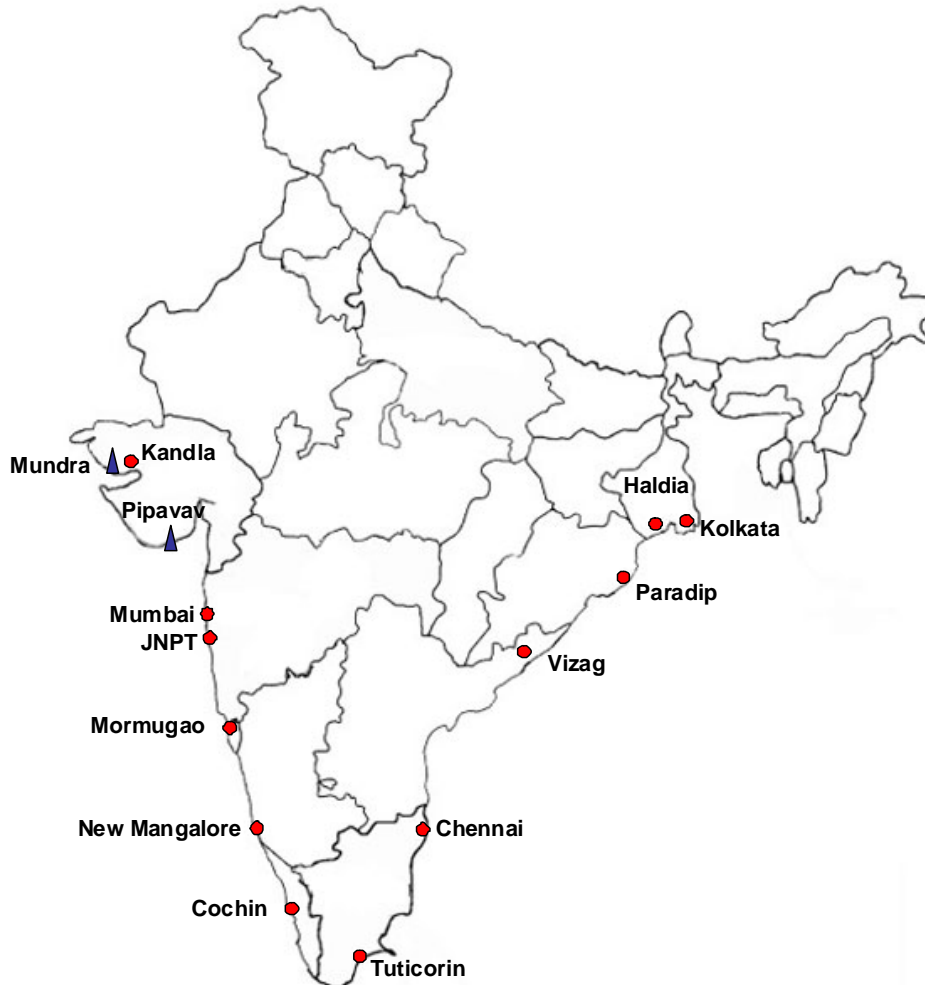 Kandla
Mundra
Haldia
Pipavav
Kolkata
Paradip
Mumbai
JNPT
Vizag
Mormugao
New Mangalore
Chennai
Cochin
Tuticorin